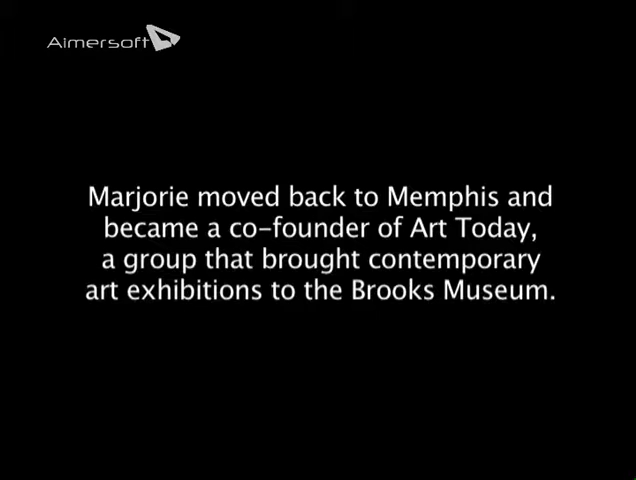 Aimersoft
Marjorie moved back to Memphis and
became a co-founder of Art Today,
a group that brought contemporary
art exhibitions to the Brooks Museum.